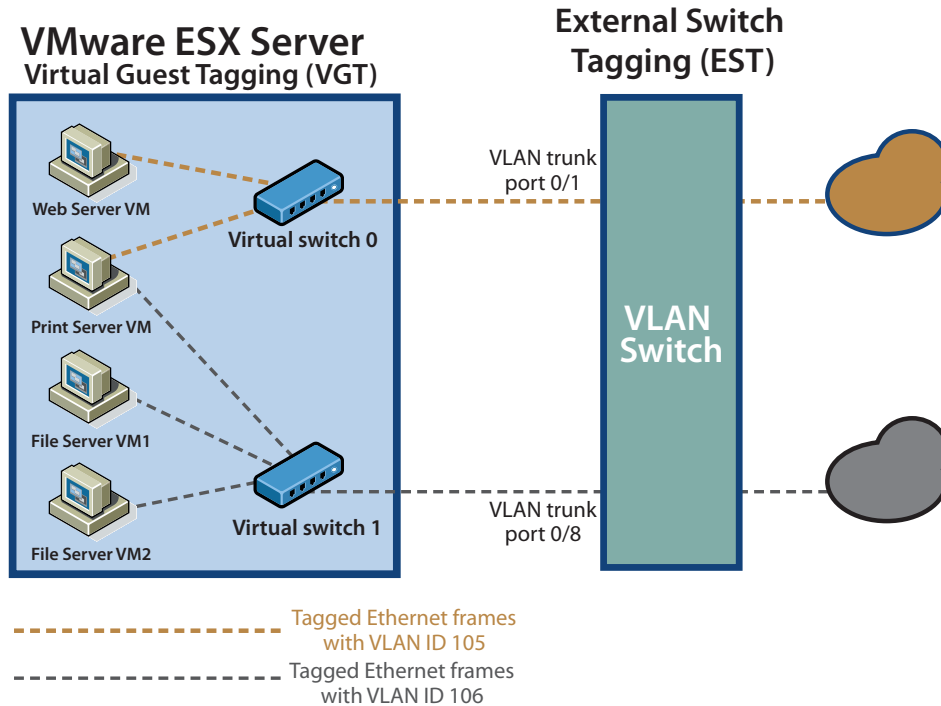 VMware ESX Server
Virtual Guest Tagging (VGT)
External Switch
Tagging (EST)
Web Server VM
Virtual switch 0
Print Server VM
File Server VM1
Virtual switch 1
File Server VM2
VLAN trunk
port 0/1
VLAN
Switch
VLAN trunk
port 0/8
Tagged Ethernet frames
with VLAN ID 105
Tagged Ethernet frames
with VLAN ID 106